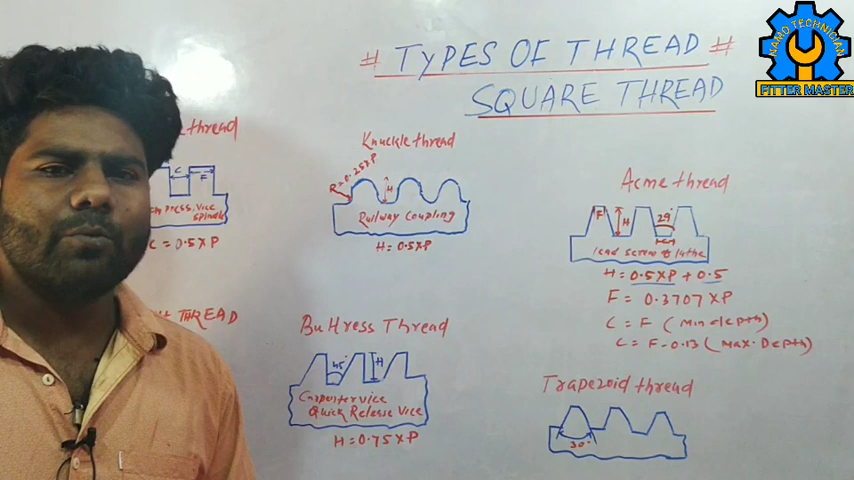 # TYPES OF THREAD #
SQUARE THREAD
NAMO TECHNICIAN
FITTER MASTER
thread
C
F
PRESS, VICE
SPINDLE
C = 0.5XP
THREAD
Knuckle thread
R=0.25XP
H
Railway Coupling
H = 0.5XP
Buttress Thread
45°
H
Carpenter vice
Quick Release Vice
H = 0.75XP
Acme thread
F
H
29°
lead screw of lathe
H = 0.5XP + 0.5
F = 0.3707XP
C = F (Min depth)
C = F-0.13 (Max. Depth)
Trapezoid thread
30°